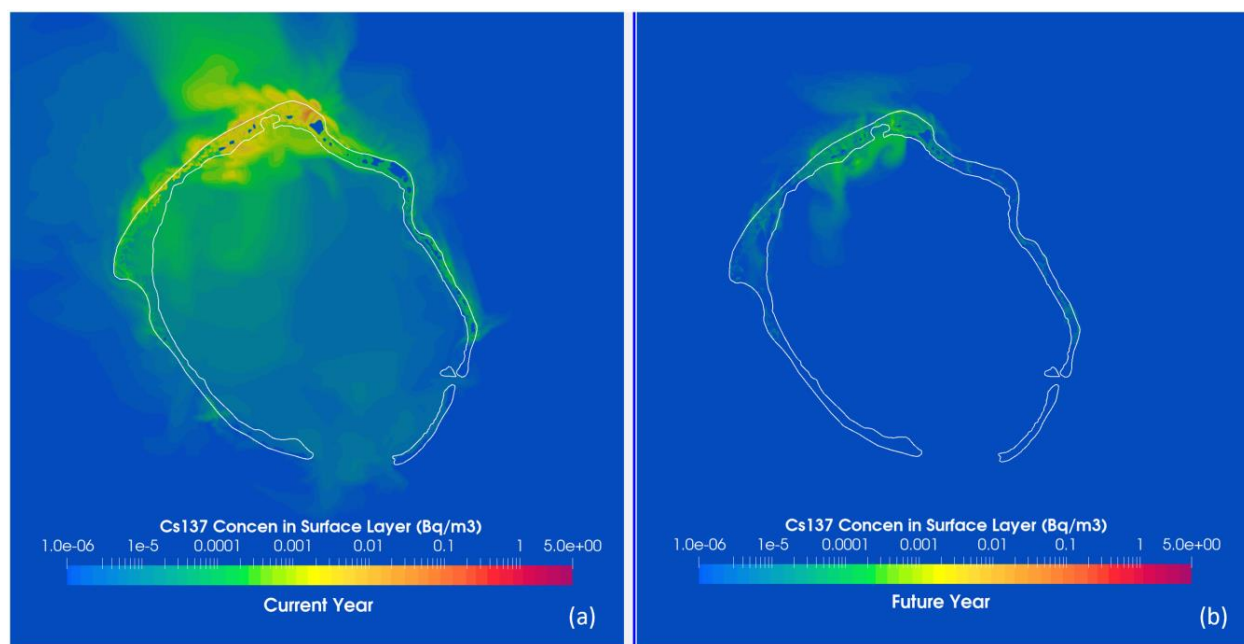 Cs137 Concen in Surface Layer (Bq/m3)
1.0e-06 1e-5 0.0001 0.001 0.01 0.1 1 5.0e+00
Current Year
(a)
Cs137 Concen in Surface Layer (Bq/m3)
1.0e-06 1e-5 0.0001 0.001 0.01 0.1 1 5.0e+00
Future Year
(b)